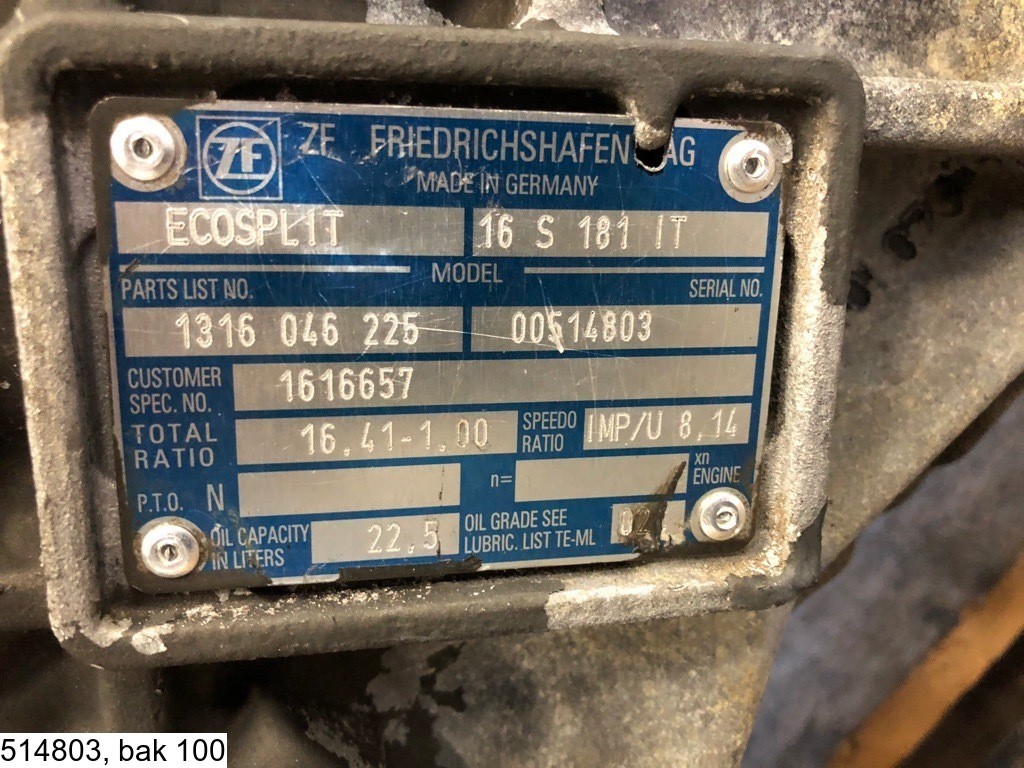 ZF ZF FRIEDRICHSHAFEN AG
MADE IN GERMANY
ECOSPLIT 16 S 181 IT
MODEL
PARTS LIST NO. SERIAL NO.
1316 046 225 00514803
CUSTOMER SPEC. NO. 1616657
TOTAL RATIO 16,41-1,00 SPEEDO RATIO IMP/U 8,14
P.T.O. N n= xn ENGINE
OIL CAPACITY IN LITERS 22,5 OIL GRADE SEE LUBRIC. LIST TE-ML
514803, bak 100